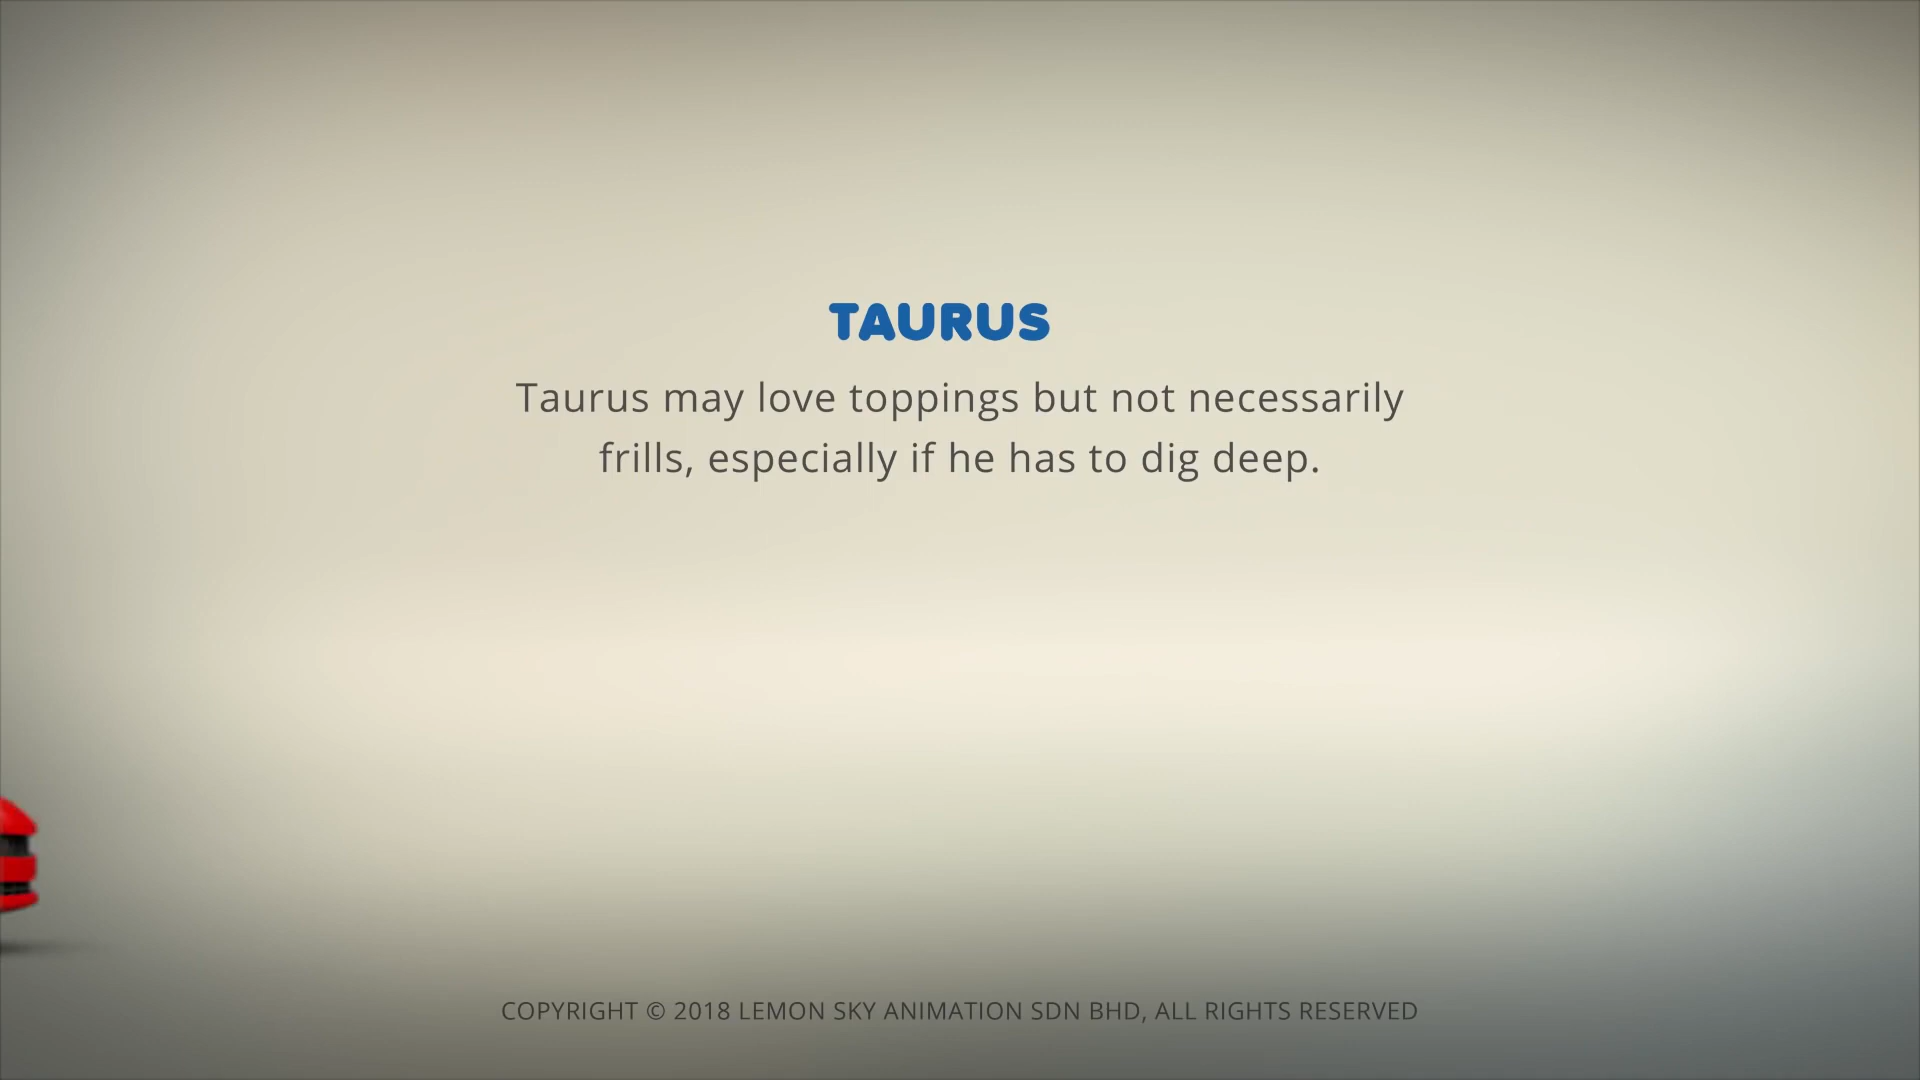 TAURUS
Taurus may love toppings but not necessarily
frills, especially if he has to dig deep.
COPYRIGHT © 2018 LEMON SKY ANIMATION SDN BHD, ALL RIGHTS RESERVED